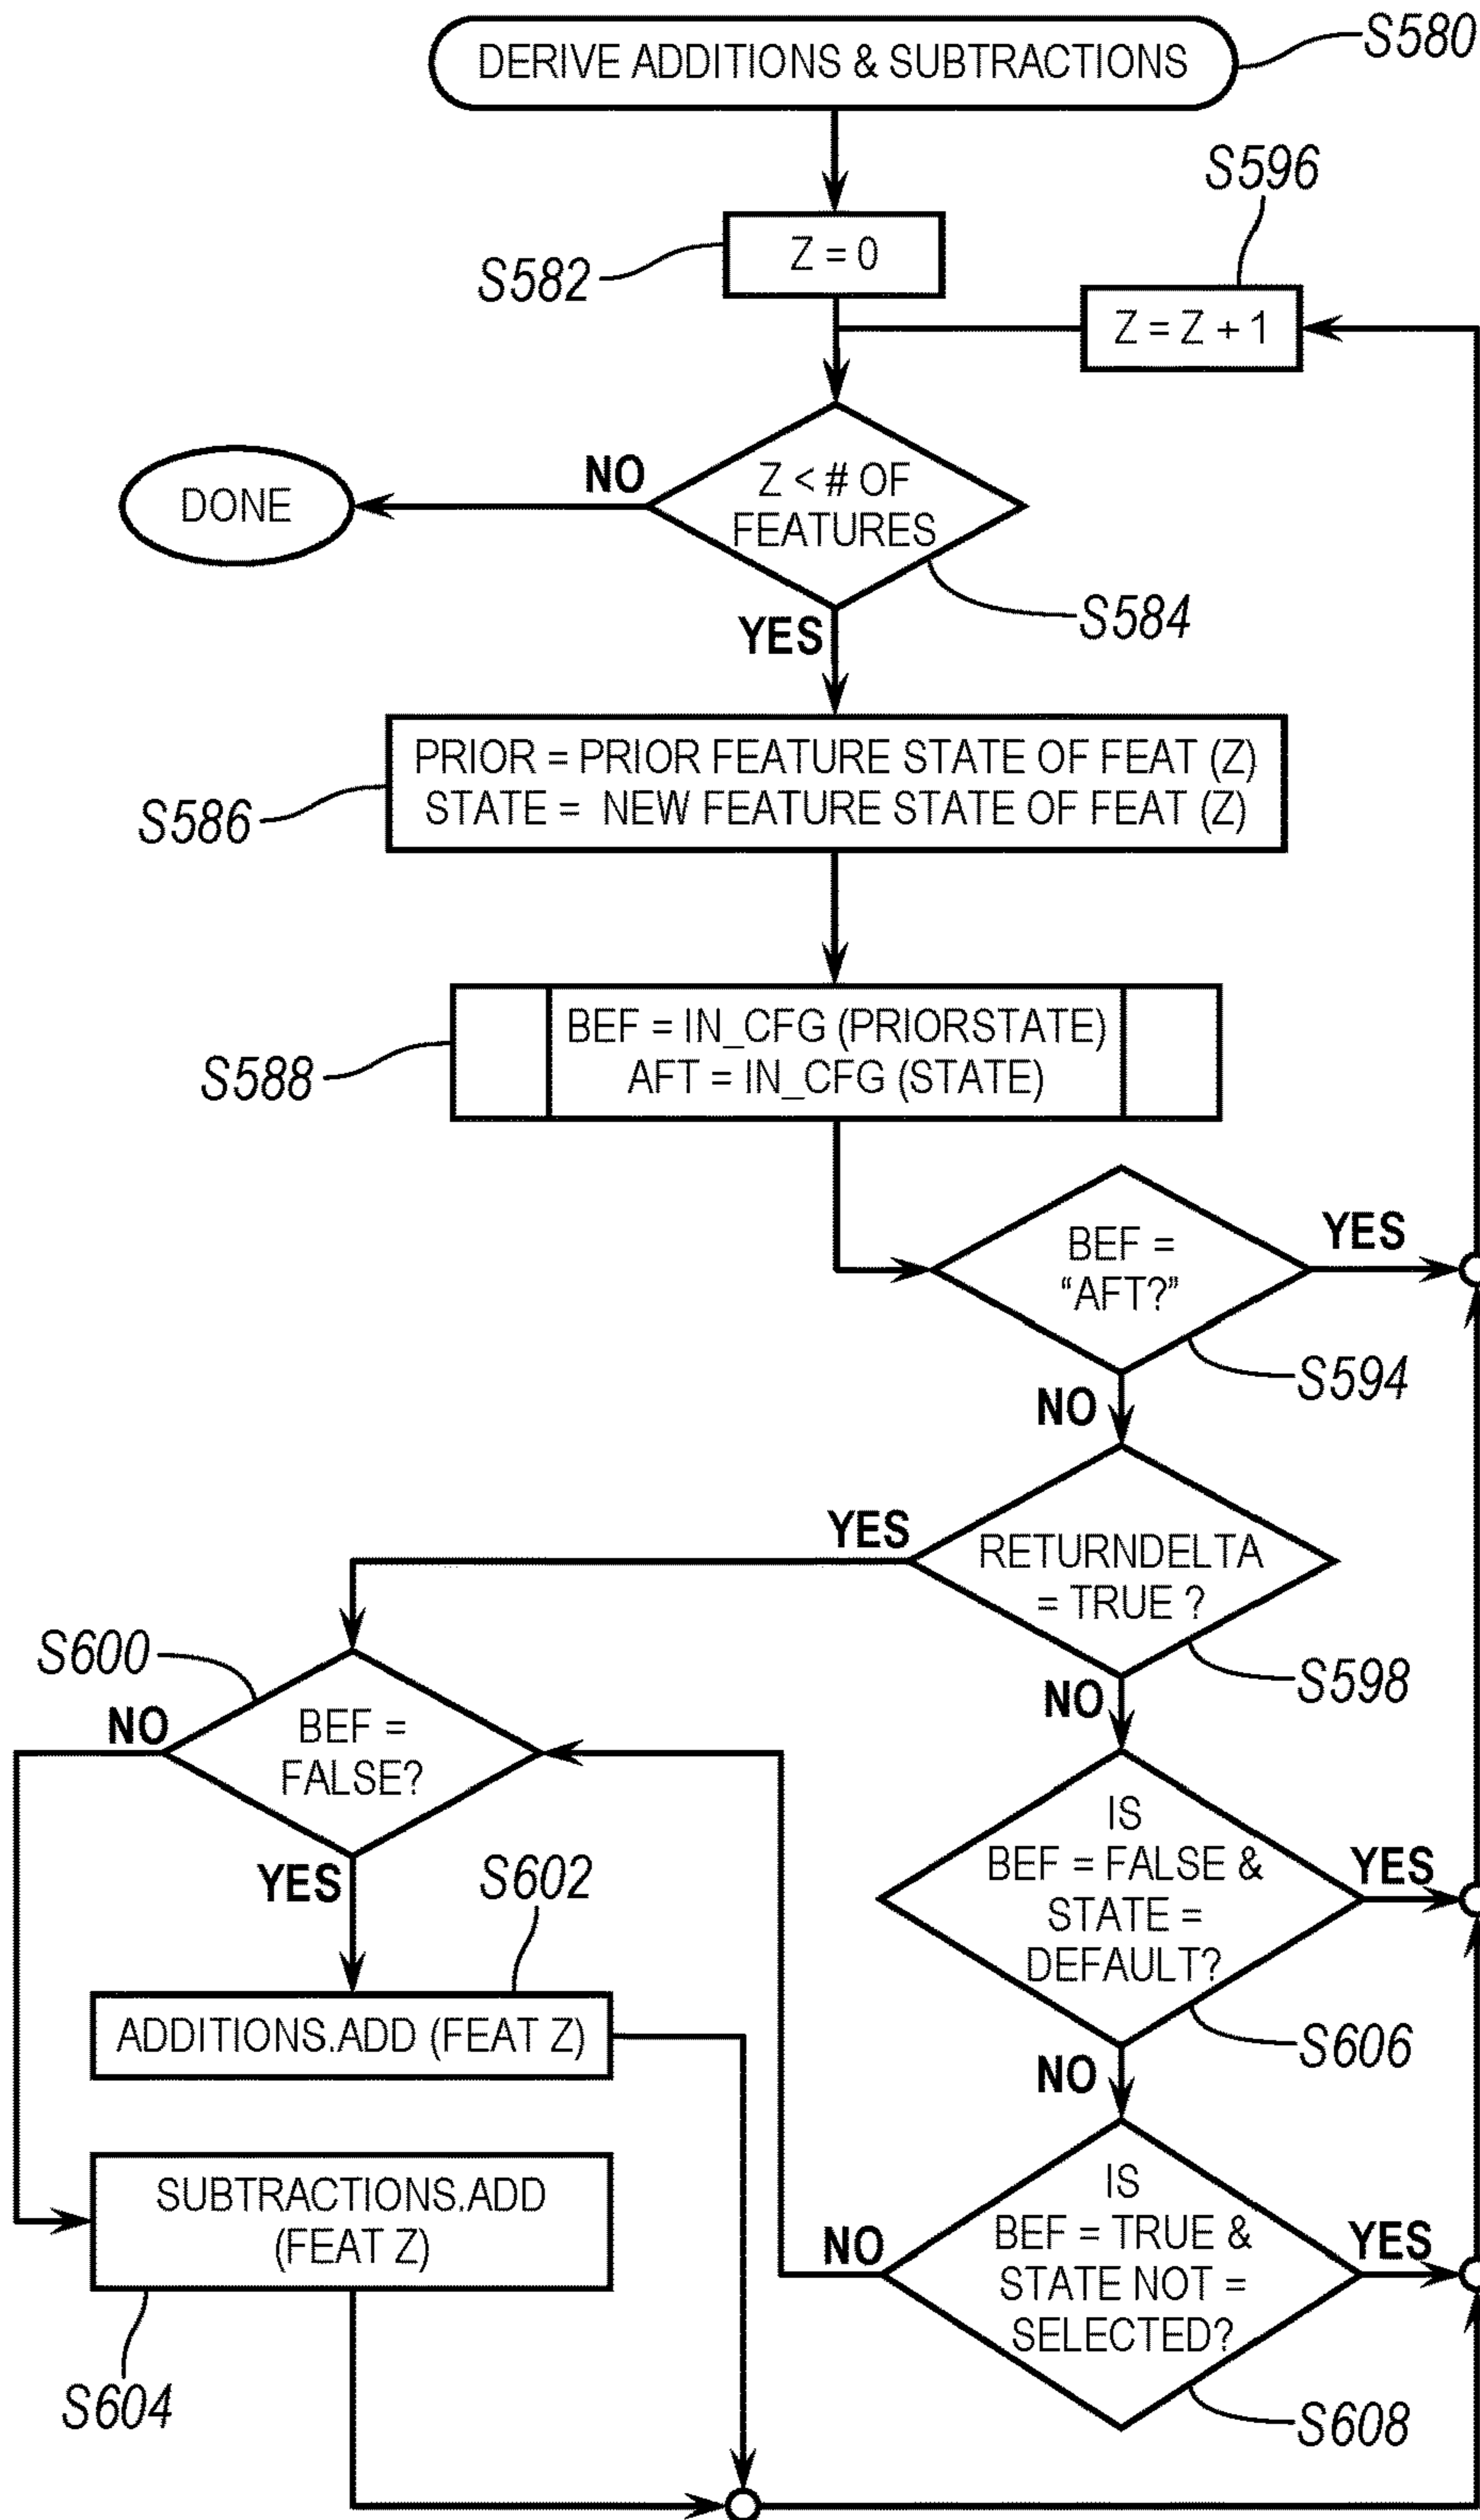 DERIVE ADDITIONS & SUBTRACTIONS
S580
S596
Z = 0
S582
Z = Z + 1
NO
Z < # OF
FEATURES
DONE
S584
YES
PRIOR = PRIOR FEATURE STATE OF FEAT (Z)
STATE = NEW FEATURE STATE OF FEAT (Z)
S586
BEF = IN_CFG (PRIORSTATE)
AFT = IN_CFG (STATE)
S588
BEF =
“AFT?”
YES
S594
NO
YES
RETURNDELTA
= TRUE ?
S600
S598
NO
NO
BEF =
FALSE?
IS
BEF = FALSE &
STATE =
DEFAULT?
YES
YES
S602
ADDITIONS.ADD (FEAT Z)
S606
NO
SUBTRACTIONS.ADD
(FEAT Z)
IS
BEF = TRUE &
STATE NOT =
SELECTED?
NO
YES
S604
S608